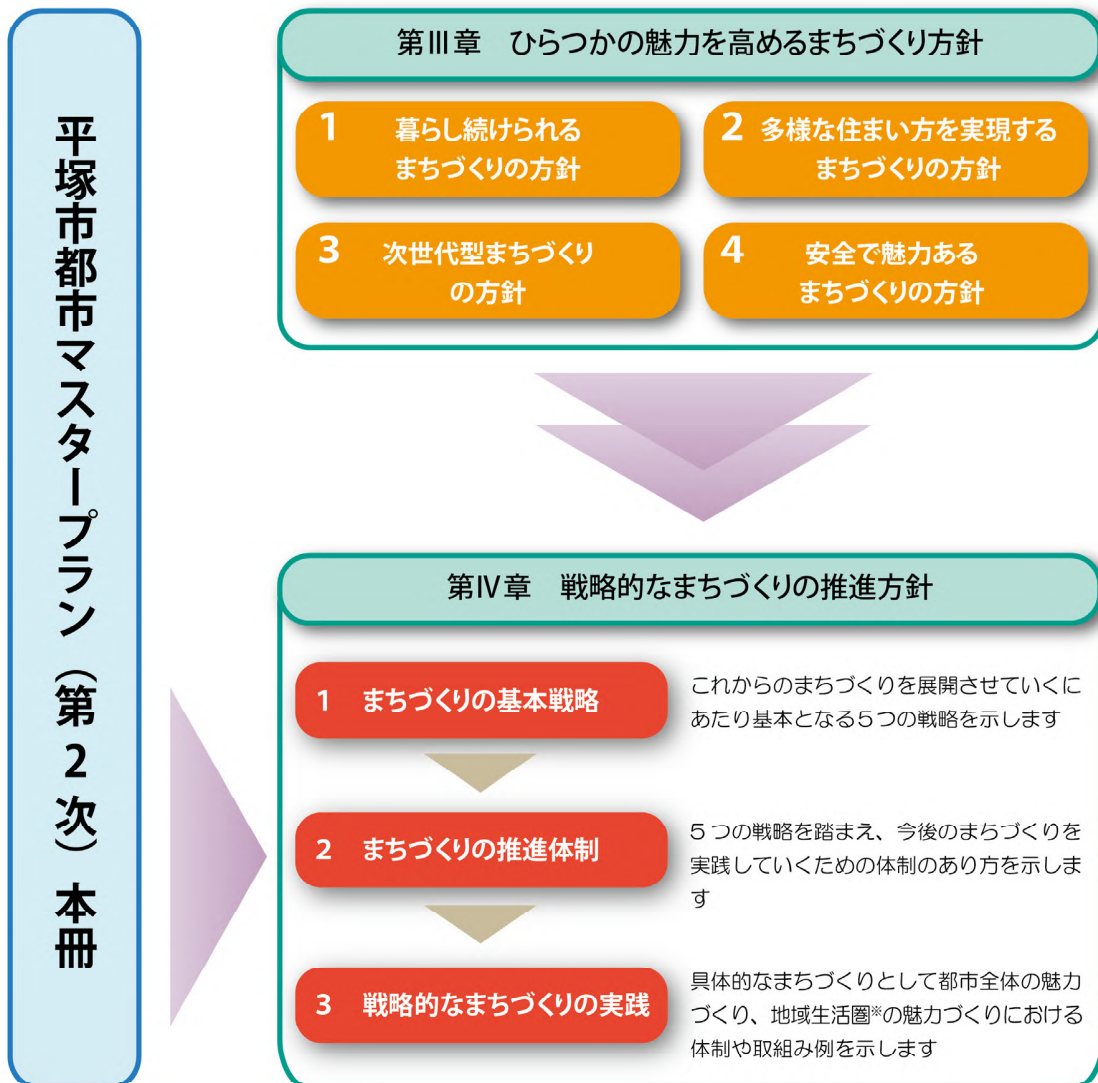 平塚市都市マスタープラン（第2次）本冊
第Ⅲ章　ひらつかの魅力を高めるまちづくり方針
1 暮らし続けられる
まちづくりの方針
2 多様な住まい方を実現する
まちづくりの方針
3 次世代型まちづくり
の方針
4 安全で魅力ある
まちづくりの方針
第Ⅳ章　戦略的なまちづくりの推進方針
1 まちづくりの基本戦略
これからのまちづくりを展開させていくに
あたり基本となる５つの戦略を示します
2 まちづくりの推進体制
５つの戦略を踏まえ、今後のまちづくりを
実践していくための体制のあり方を示しま
す
3 戦略的なまちづくりの実践
具体的なまちづくりとして都市全体の魅力
づくり、地域生活圏※の魅力づくりにおける
体制や取組み例を示します